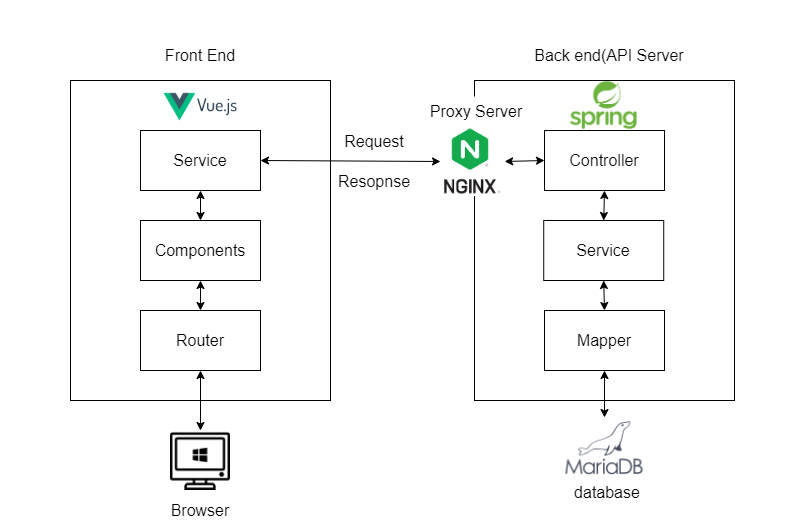 Front End
Back end(API Server
Vue.js
spring
Proxy Server
Request
Resopnse
NGINX
Service
Controller
Components
Service
Router
Mapper
MariaDB
Browser
database